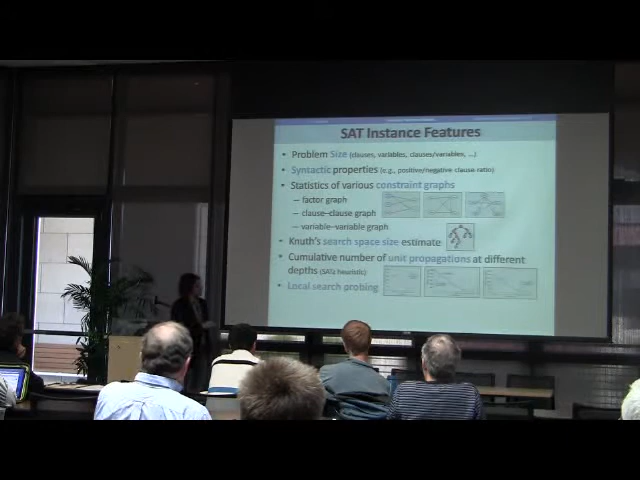 SAT Instance Features
• Problem Size (clauses, variables, clauses/variables, ...)
• Syntactic properties (e.g., positive/negative clause ratio)
• Statistics of various constraint graphs
– factor graph
– clause–clause graph
– variable–variable graph
• Knuth's search space size estimate
• Cumulative number of unit propagations at different
depths (SATz heuristic)
• Local search probing